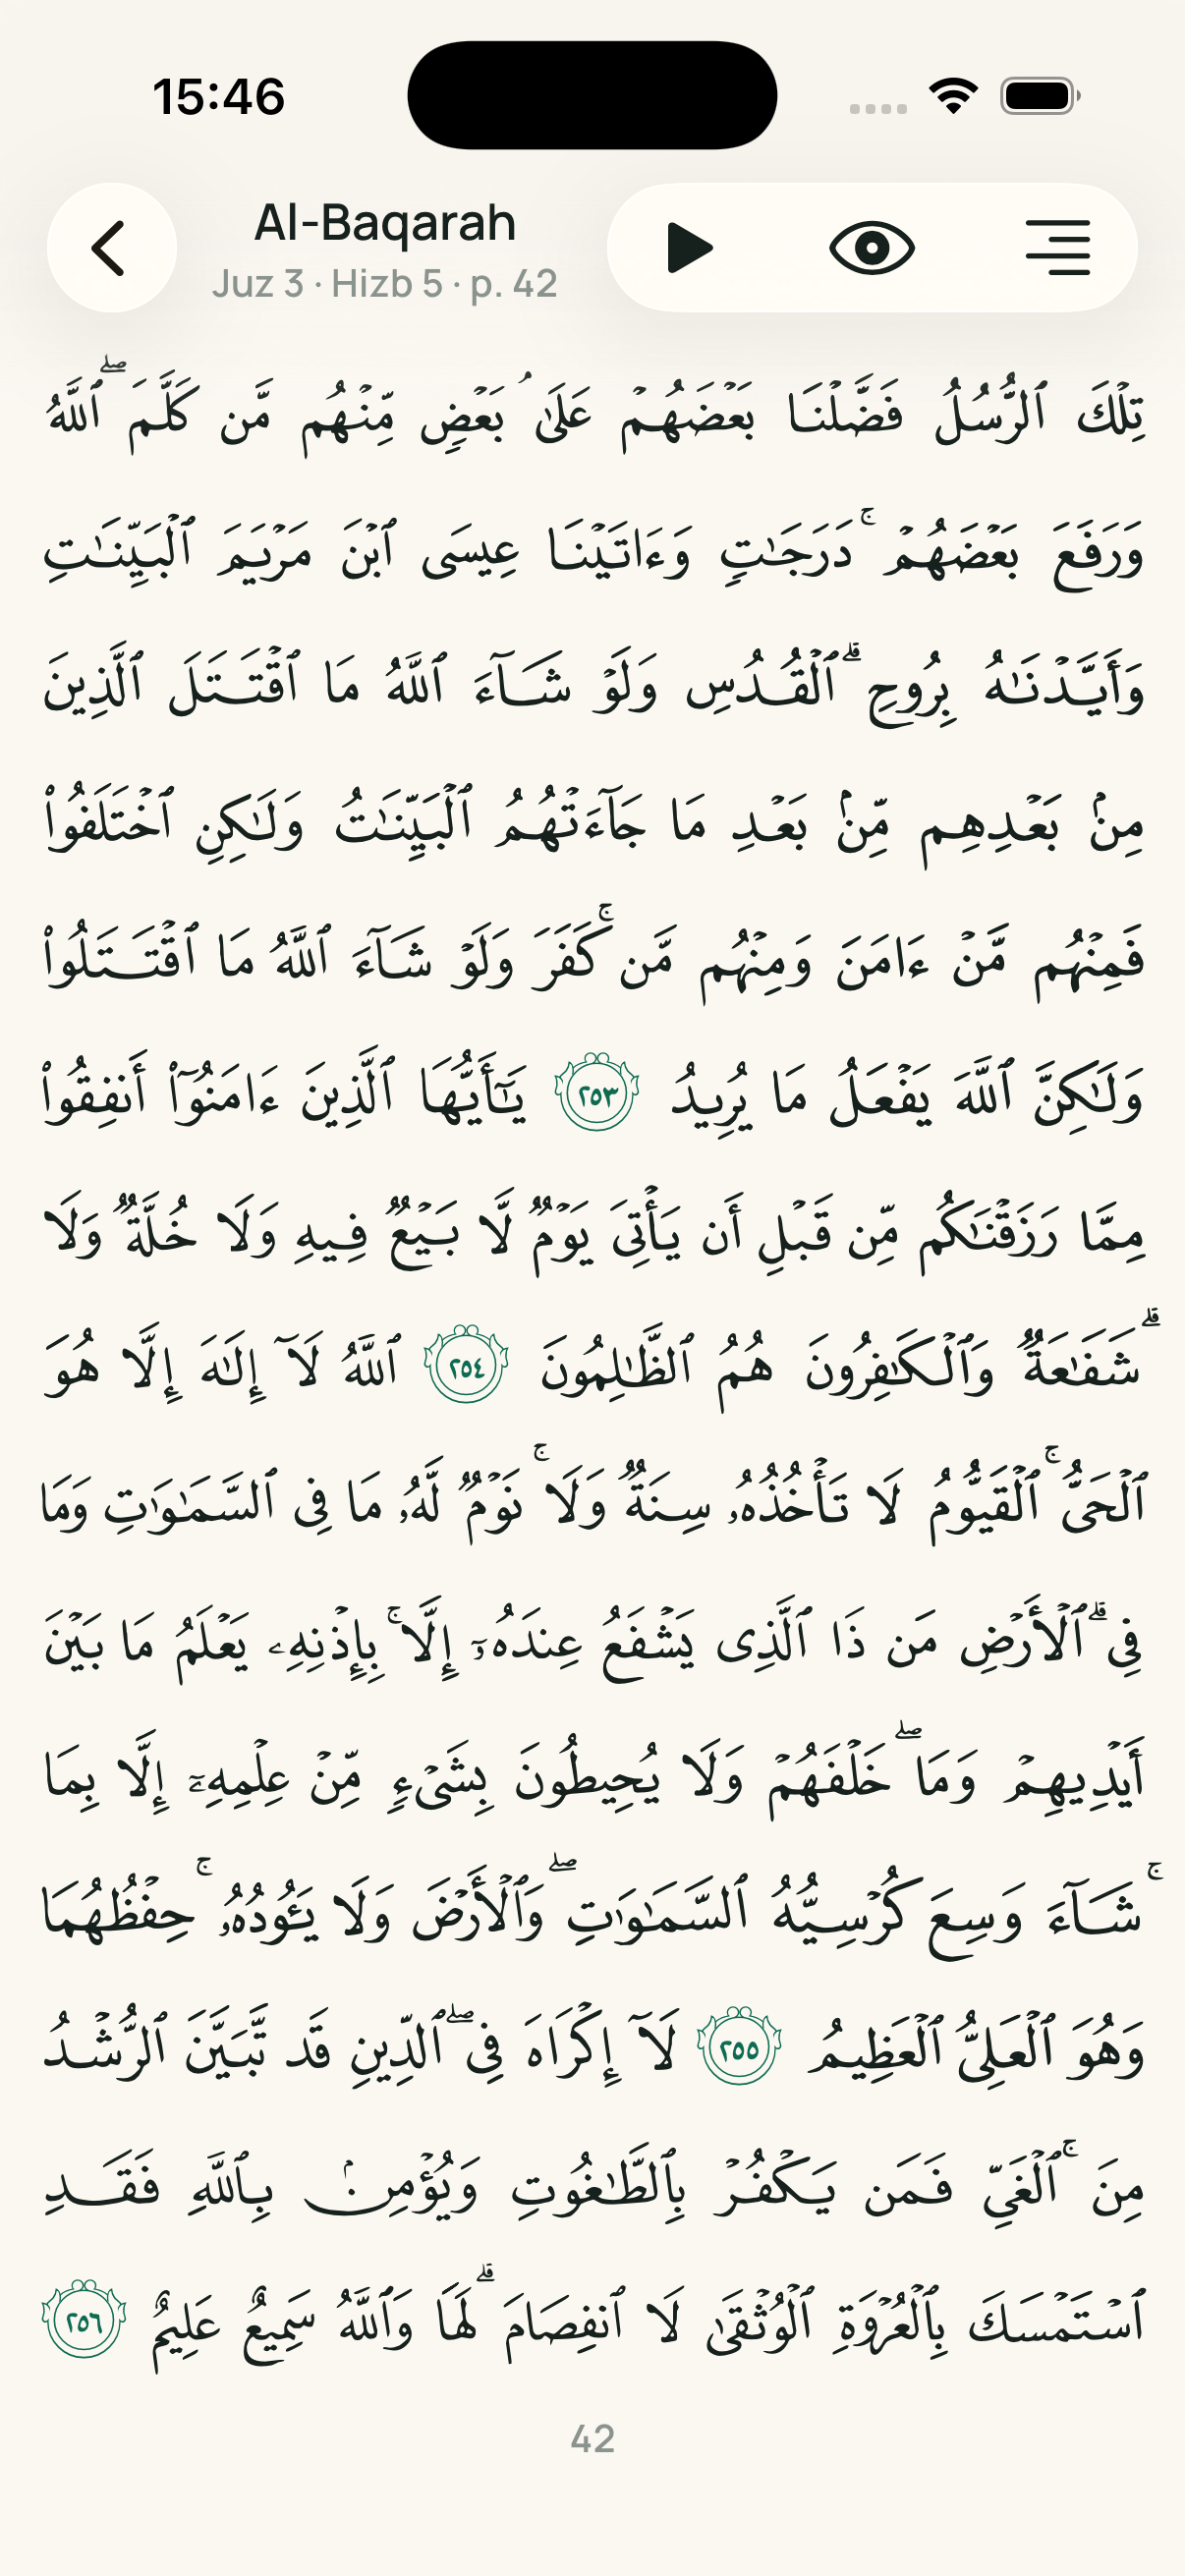 15:46
Al-Baqarah
Juz 3 · Hizb 5 · p. 42
تِلْكَ ٱلرُّسُلُ فَضَّلْنَا بَعْضَهُمْ عَلَىٰ بَعْضٍۢ مِّنْهُم مَّن كَلَّمَ ۖ ٱللَّهُ
وَرَفَعَ بَعْضَهُمْ ۚ دَرَجَـٰتٍ وَءَاتَيْنَا عِيسَى ٱبْنَ مَرْيَمَ ٱلْبَيِّنَـٰتِ
وَأَيَّدْنَـٰهُ بِرُوحِ ۗ ٱلْقُدُسِ وَلَوْ شَآءَ ٱللَّهُ مَا ٱقْتَتَلَ ٱلَّذِينَ
مِنۢ بَعْدِهِم مِّنۢ بَعْدِ مَا جَآءَتْهُمُ ٱلْبَيِّنَـٰتُ وَلَـٰكِنِ ٱخْتَلَفُوا۟
فَمِنْهُم مَّنْ ءَامَنَ وَمِنْهُم مَّن ۚ كَفَرَ وَلَوْ شَآءَ ٱللَّهُ مَا ٱقْتَتَلُوا۟
وَلَـٰكِنَّ ٱللَّهَ يَفْعَلُ مَا يُرِيدُ ٢٥٣ يَـٰٓأَيُّهَا ٱلَّذِينَ ءَامَنُوٓا۟ أَنفِقُوا۟
مِمَّا رَزَقْنَـٰكُم مِّن قَبْلِ أَن يَأْتِىَ يَوْمٌ لَّا بَيْعٌ فِيهِ وَلَا خُلَّةٌ وَلَا
ۗ شَفَـٰعَةٌ وَٱلْكَـٰفِرُونَ هُمُ ٱلظَّـٰلِمُونَ ٢٥٤ ٱللَّهُ لَآ إِلَـٰهَ إِلَّا هُوَ
ٱلْحَىُّ ۚ ٱلْقَيُّومُ لَا تَأْخُذُهُۥ سِنَةٌ وَلَا ۚ نَوْمٌ لَّهُۥ مَا فِى ٱلسَّمَـٰوَٰتِ وَمَا
فِى ۗ ٱلْأَرْضِ مَن ذَا ٱلَّذِى يَشْفَعُ عِندَهُۥٓ إِلَّا ۚ بِإِذْنِهِۦ يَعْلَمُ مَا بَيْنَ
أَيْدِيهِمْ وَمَا ۖ خَلْفَهُمْ وَلَا يُحِيطُونَ بِشَىْءٍ مِّنْ عِلْمِهِۦٓ إِلَّا بِمَا
ۚ شَآءَ وَسِعَ كُرْسِيُّهُ ٱلسَّمَـٰوَٰتِ ۖ وَٱلْأَرْضَ وَلَا يَـُٔودُهُۥ ۚ حِفْظُهُمَا
وَهُوَ ٱلْعَلِىُّ ٱلْعَظِيمُ ٢٥٥ لَآ إِكْرَاهَ فِى ۖ ٱلدِّينِ قَد تَّبَيَّنَ ٱلرُّشْدُ
مِنَ ۚ ٱلْغَىِّ فَمَن يَكْفُرْ بِٱلطَّـٰغُوتِ وَيُؤْمِنۢ بِٱللَّهِ فَقَدِ
ٱسْتَمْسَكَ بِٱلْعُرْوَةِ ٱلْوُثْقَىٰ لَا ٱنفِصَامَ ۗ لَهَا وَٱللَّهُ سَمِيعٌ عَلِيمٌ ٢٥٦
42